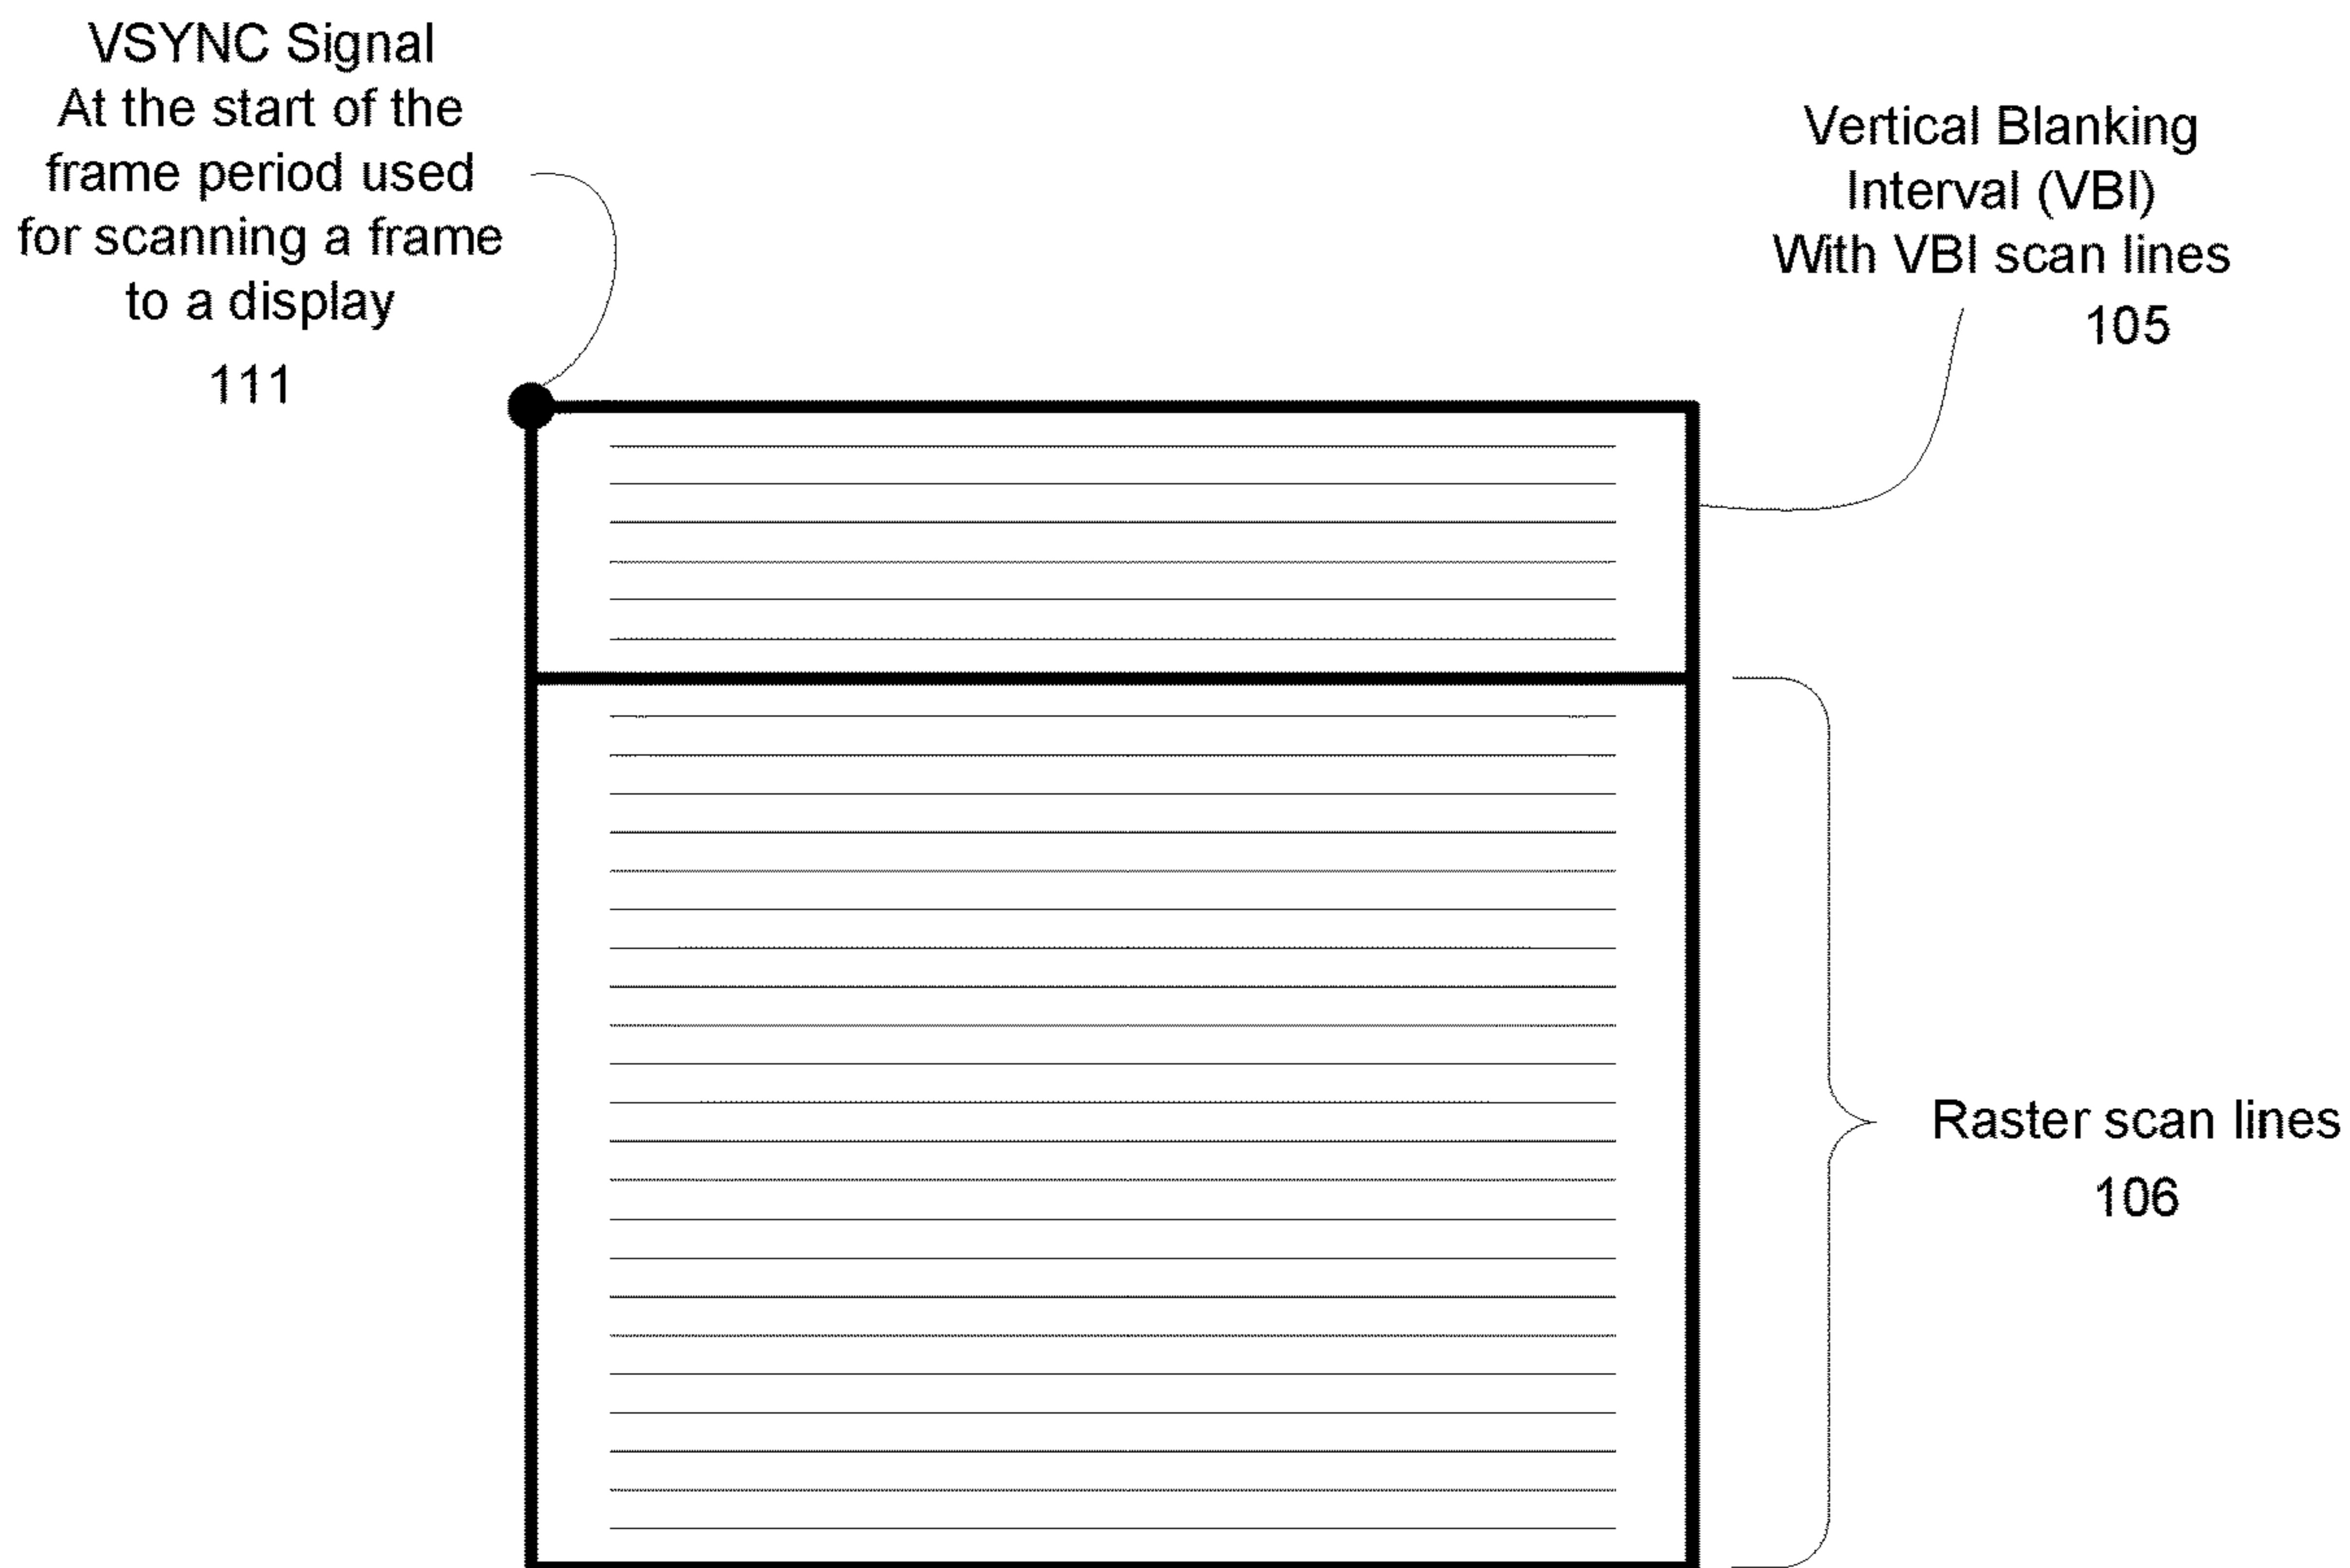 VSYNC Signal
At the start of the
frame period used
for scanning a frame
to a display
111
Vertical Blanking
Interval (VBI)
With VBI scan lines
105
Raster scan lines
106